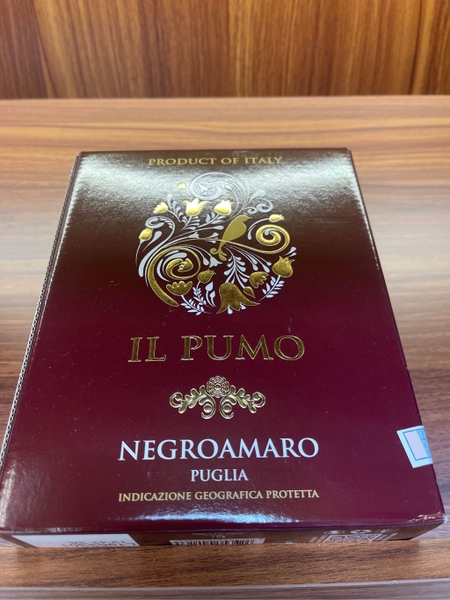 PRODUCT OF ITALY
IL PUMO
NEGROAMARO
PUGLIA
INDICAZIONE GEOGRAFICA PROTETTA